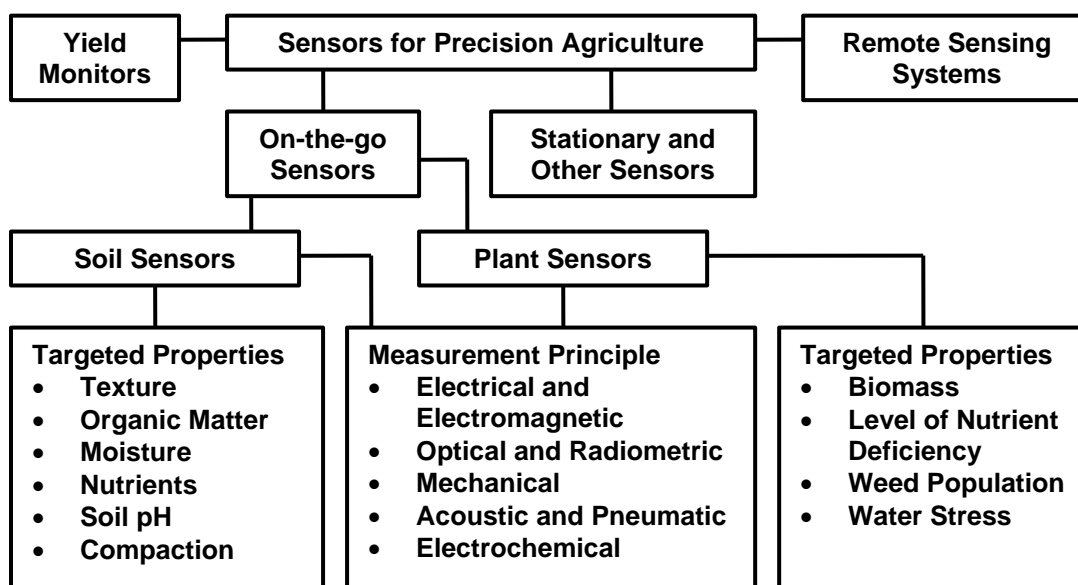 Yield
Monitors
Sensors for Precision Agriculture
Remote Sensing
Systems
On-the-go
Sensors
Stationary and
Other Sensors
Soil Sensors
Plant Sensors
Targeted Properties
• Texture
• Organic Matter
• Moisture
• Nutrients
• Soil pH
• Compaction
Measurement Principle
• Electrical and
Electromagnetic
• Optical and Radiometric
• Mechanical
• Acoustic and Pneumatic
• Electrochemical
Targeted Properties
• Biomass
• Level of Nutrient
Deficiency
• Weed Population
• Water Stress